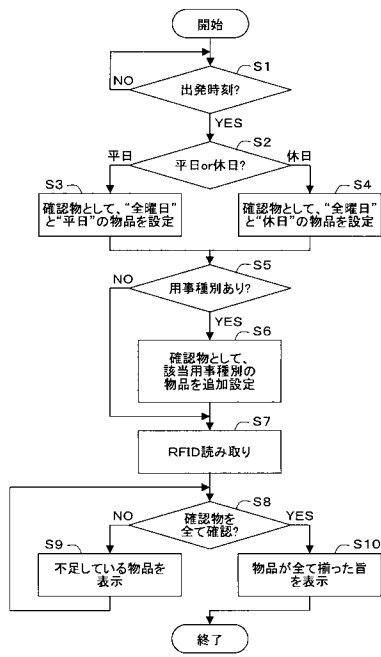 開始
S1
出発時刻?
NO
YES
S2
平日or休日?
平日
休日
S3
確認物として、“全曜日”
と“平日”の物品を設定
S4
確認物として、“全曜日”
と“休日”の物品を設定
S5
用事種別あり?
NO
YES
S6
確認物として、
該当用事種別の
物品を追加設定
S7
RFID読み取り
S8
確認物を
全て確認?
NO
YES
S9
不足している物品を
表示
S10
物品が全て揃った旨
を表示
終了